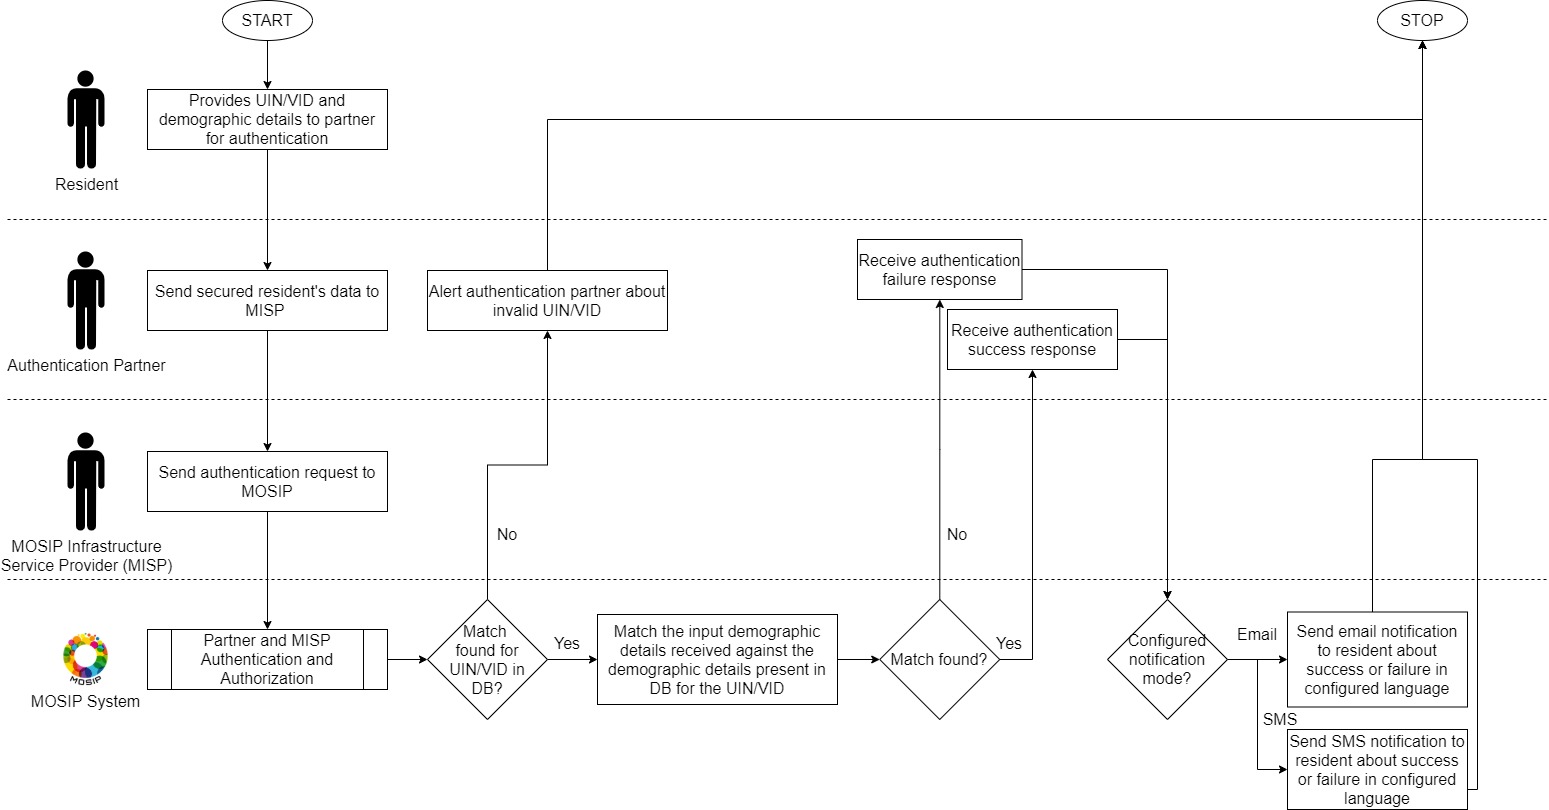 START
STOP
Provides UIN/VID and
demographic details to partner
for authentication
Resident
Send secured resident's data to
MISP
Alert authentication partner about
invalid UIN/VID
Receive authentication
failure response
Receive authentication
success response
Authentication Partner
Send authentication request to
MOSIP
MOSIP Infrastructure
Service Provider (MISP)
No
No
MOSIP
MOSIP System
Partner and MISP
Authentication and
Authorization
Match
found for
UIN/VID in
DB?
Yes
Match the input demographic
details received against the
demographic details present in
DB for the UIN/VID
Match found?
Yes
Configured
notification
mode?
Email
Send email notification
to resident about
success or failure in
configured language
SMS
Send SMS notification to
resident about success
or failure in configured
language